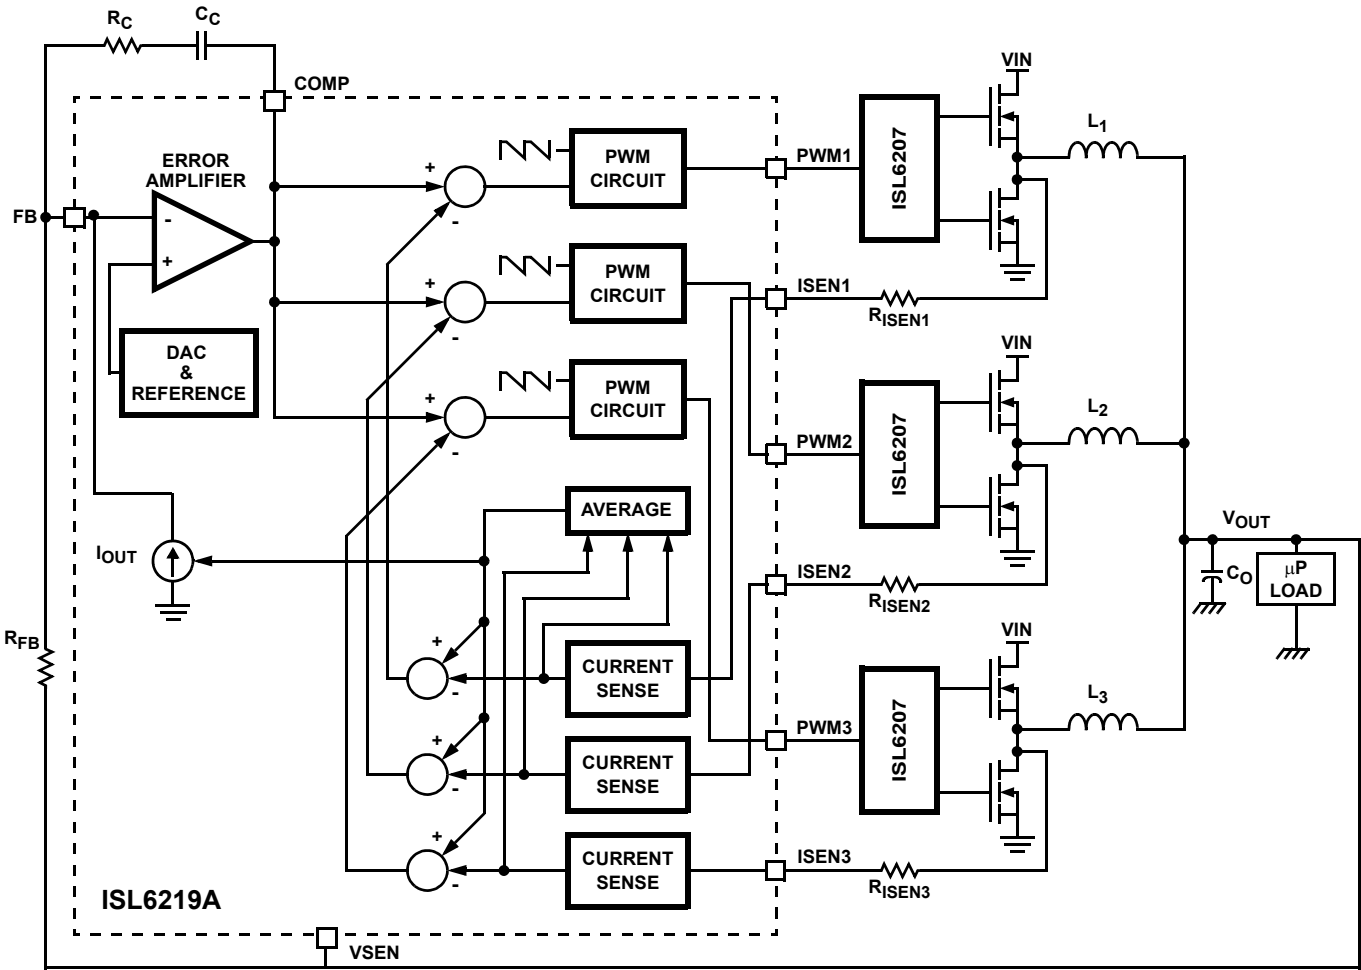 RC
CC
COMP
VIN
ERROR
AMPLIFIER
+
-
PWM
CIRCUIT
PWM1
ISL6207
L1
FB
-
+
+
-
PWM
CIRCUIT
ISEN1
RISEN1
DAC
&
REFERENCE
+
-
PWM
CIRCUIT
VIN
PWM2
ISL6207
L2
AVERAGE
IOUT
VOUT
CO
μP
LOAD
ISEN2
RISEN2
RFB
+
-
CURRENT
SENSE
VIN
PWM3
ISL6207
L3
+
-
CURRENT
SENSE
+
-
CURRENT
SENSE
ISEN3
RISEN3
ISL6219A
VSEN